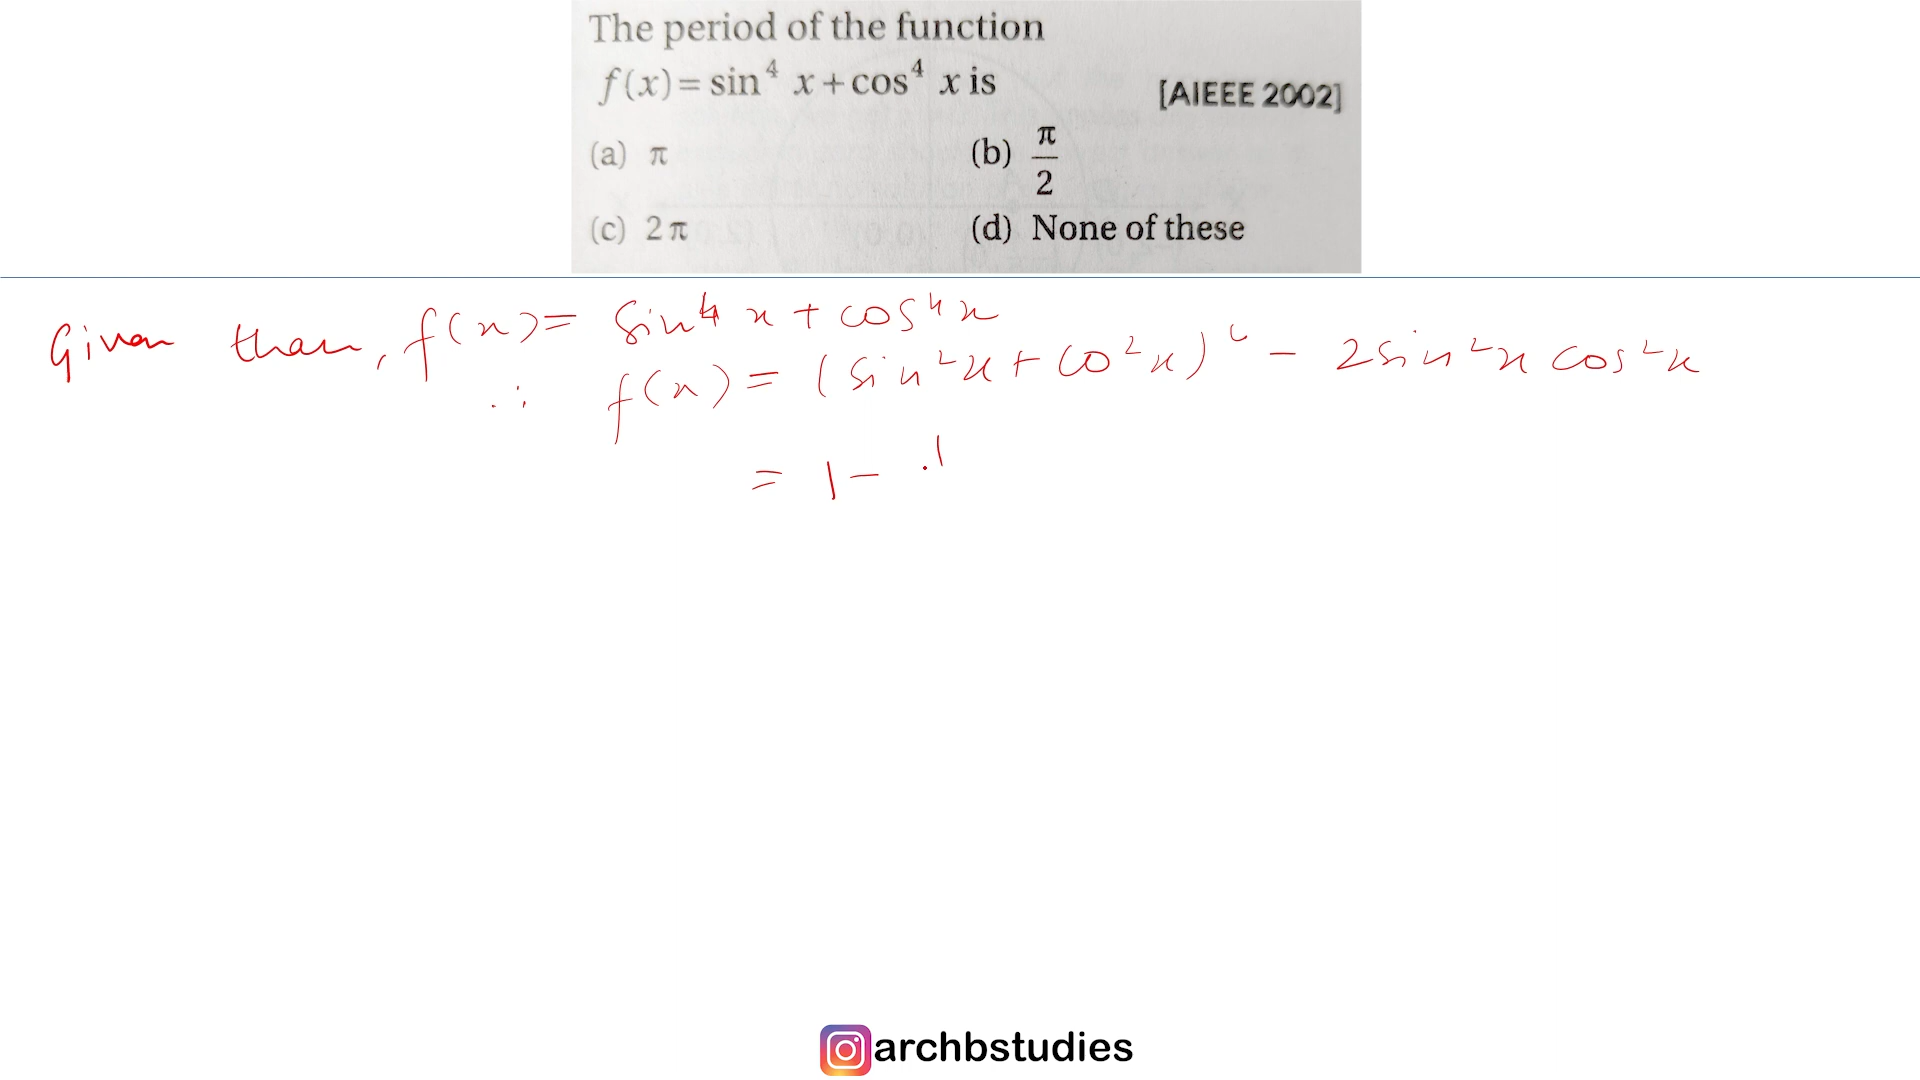 The period of the function
f(x) = sin⁴ x + cos⁴ x is
[AIEEE 2002]
(a) π (b) π/2
(c) 2π (d) None of these
Given than, f(x) = sin⁴x + cos⁴x
∴ f(x) = (sin²x + co²x)² − 2sin²x cos²x
= 1 −
archbstudies